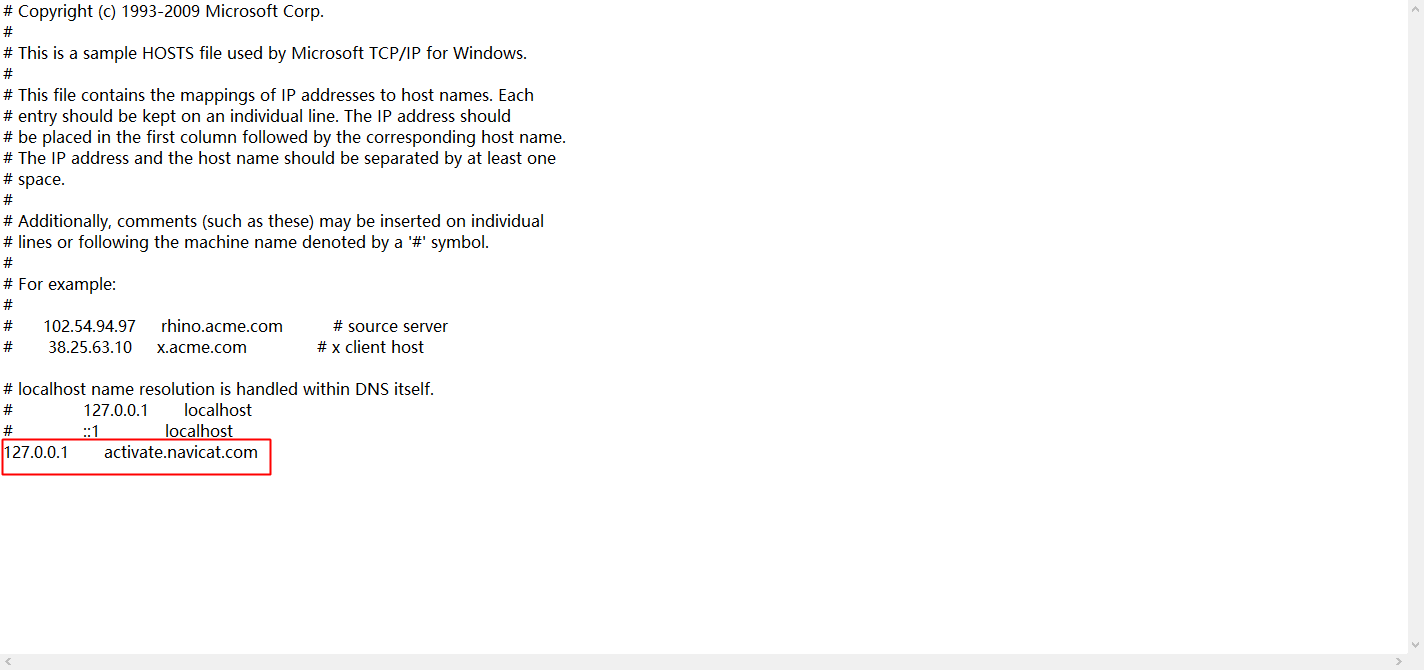 # Copyright (c) 1993-2009 Microsoft Corp.
#
# This is a sample HOSTS file used by Microsoft TCP/IP for Windows.
#
# This file contains the mappings of IP addresses to host names. Each
# entry should be kept on an individual line. The IP address should
# be placed in the first column followed by the corresponding host name.
# The IP address and the host name should be separated by at least one
# space.
#
# Additionally, comments (such as these) may be inserted on individual
# lines or following the machine name denoted by a '#' symbol.
#
# For example:
#
#      102.54.94.97     rhino.acme.com          # source server
#       38.25.63.10     x.acme.com              # x client host

# localhost name resolution is handled within DNS itself.
#	127.0.0.1       localhost
#	::1             localhost
127.0.0.1       activate.navicat.com